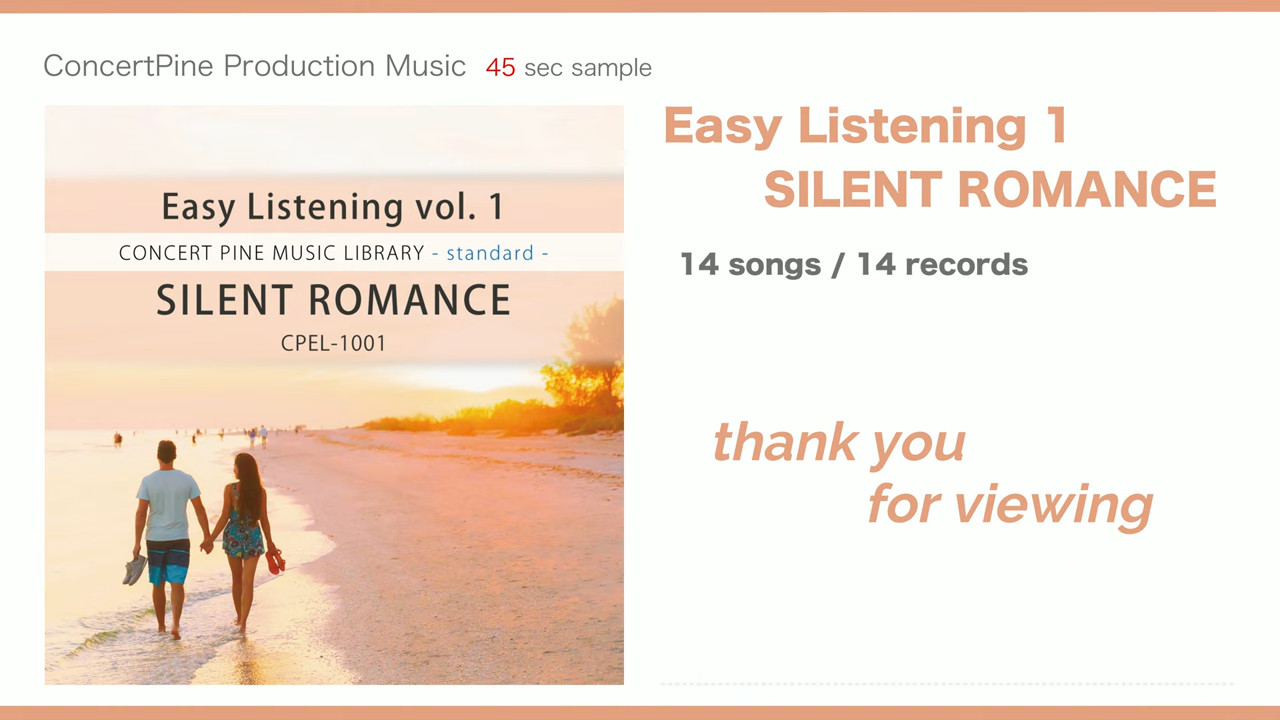 ConcertPine Production Music 45 sec sample
Easy Listening vol. 1
CONCERT PINE MUSIC LIBRARY - standard -
SILENT ROMANCE
CPEL-1001
Easy Listening 1
SILENT ROMANCE
14 songs / 14 records
thank you
for viewing